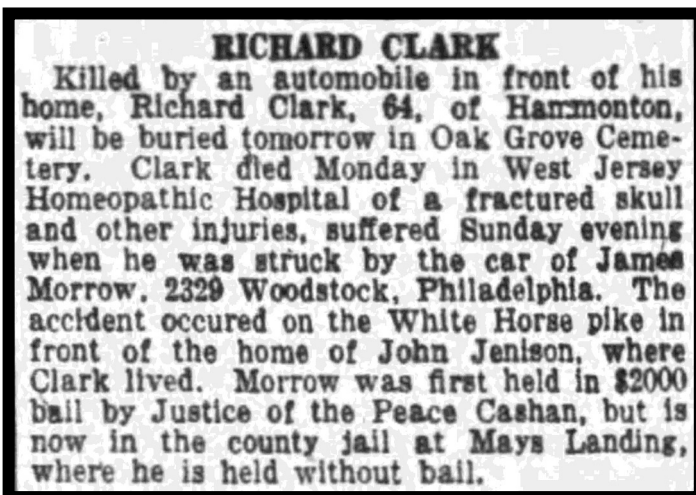 RICHARD CLARK
Killed by an automobile in front of his
home, Richard Clark, 64, of Hammonton,
will be buried tomorrow in Oak Grove Ceme-
tery. Clark died Monday in West Jersey
Homeopathic Hospital of a fractured skull
and other injuries, suffered Sunday evening
when he was struck by the car of James
Morrow, 2329 Woodstock, Philadelphia. The
accident occured on the White Horse pike in
front of the home of John Jenison, where
Clark lived. Morrow was first held in $2000
bail by Justice of the Peace Cashan, but is
now in the county jail at Mays Landing,
where he is held without bail.